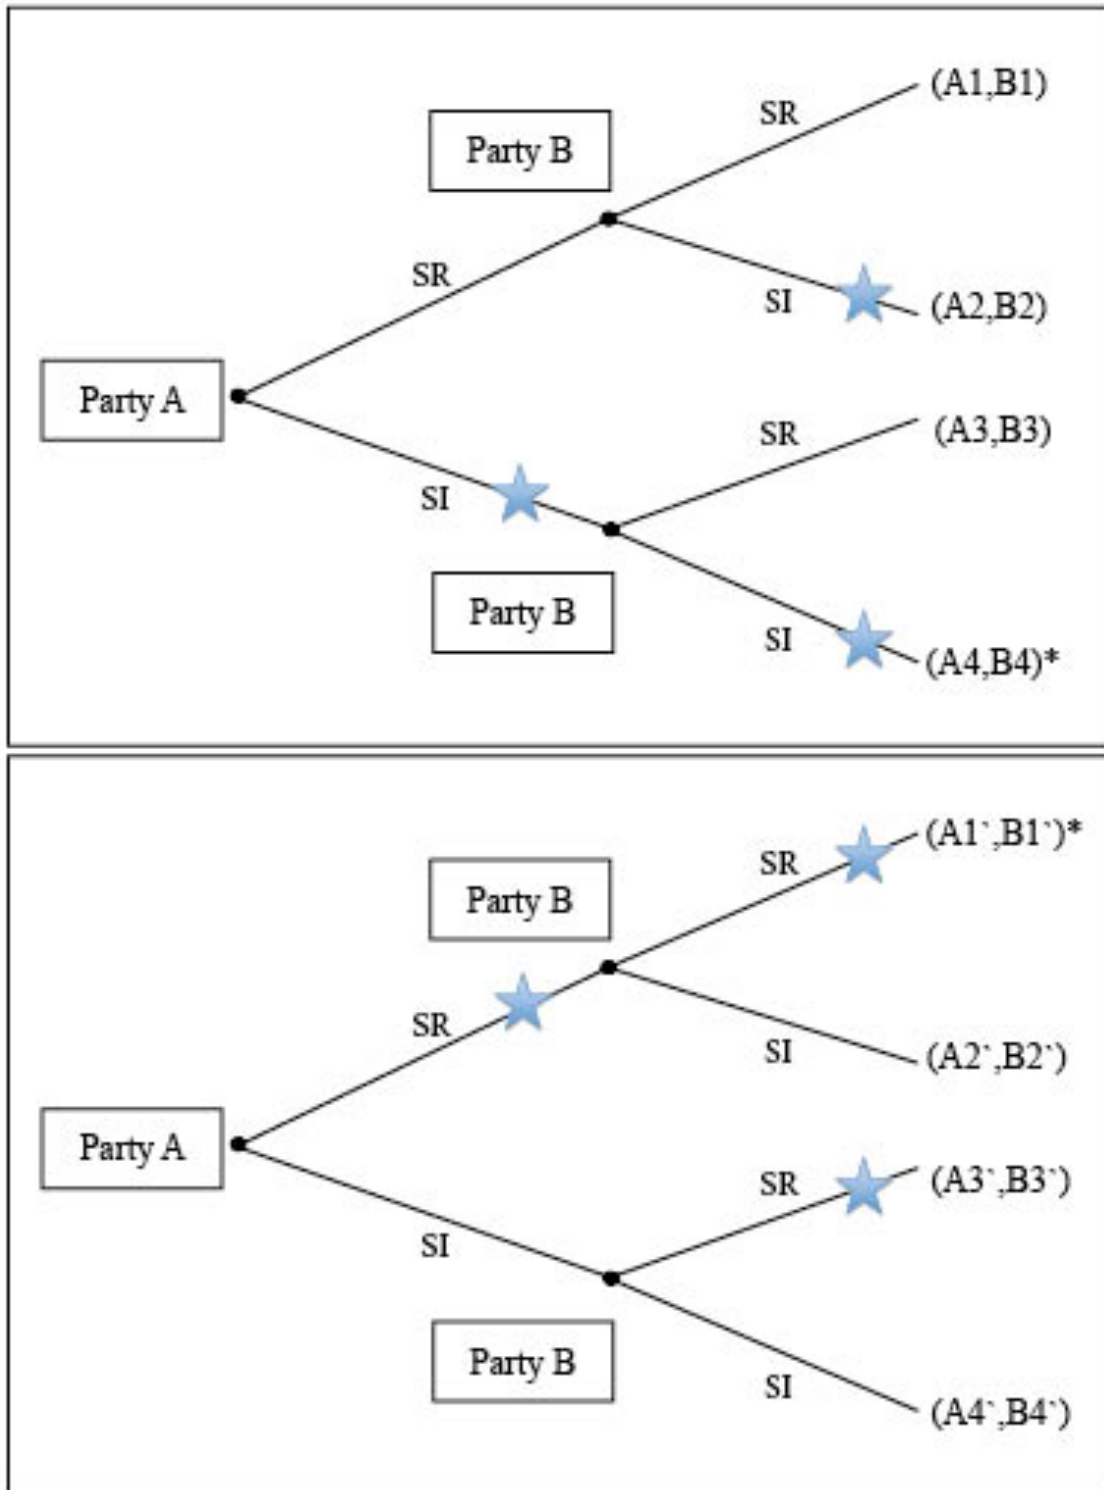 (A1,B1)
SR
Party B
SR
SI
(A2,B2)
Party A
SR
(A3,B3)
SI
Party B
SI
(A4,B4)*
(A1`,B1`)*
SR
Party B
SR
SI
(A2`,B2`)
Party A
SR
(A3`,B3`)
SI
Party B
SI
(A4`,B4`)